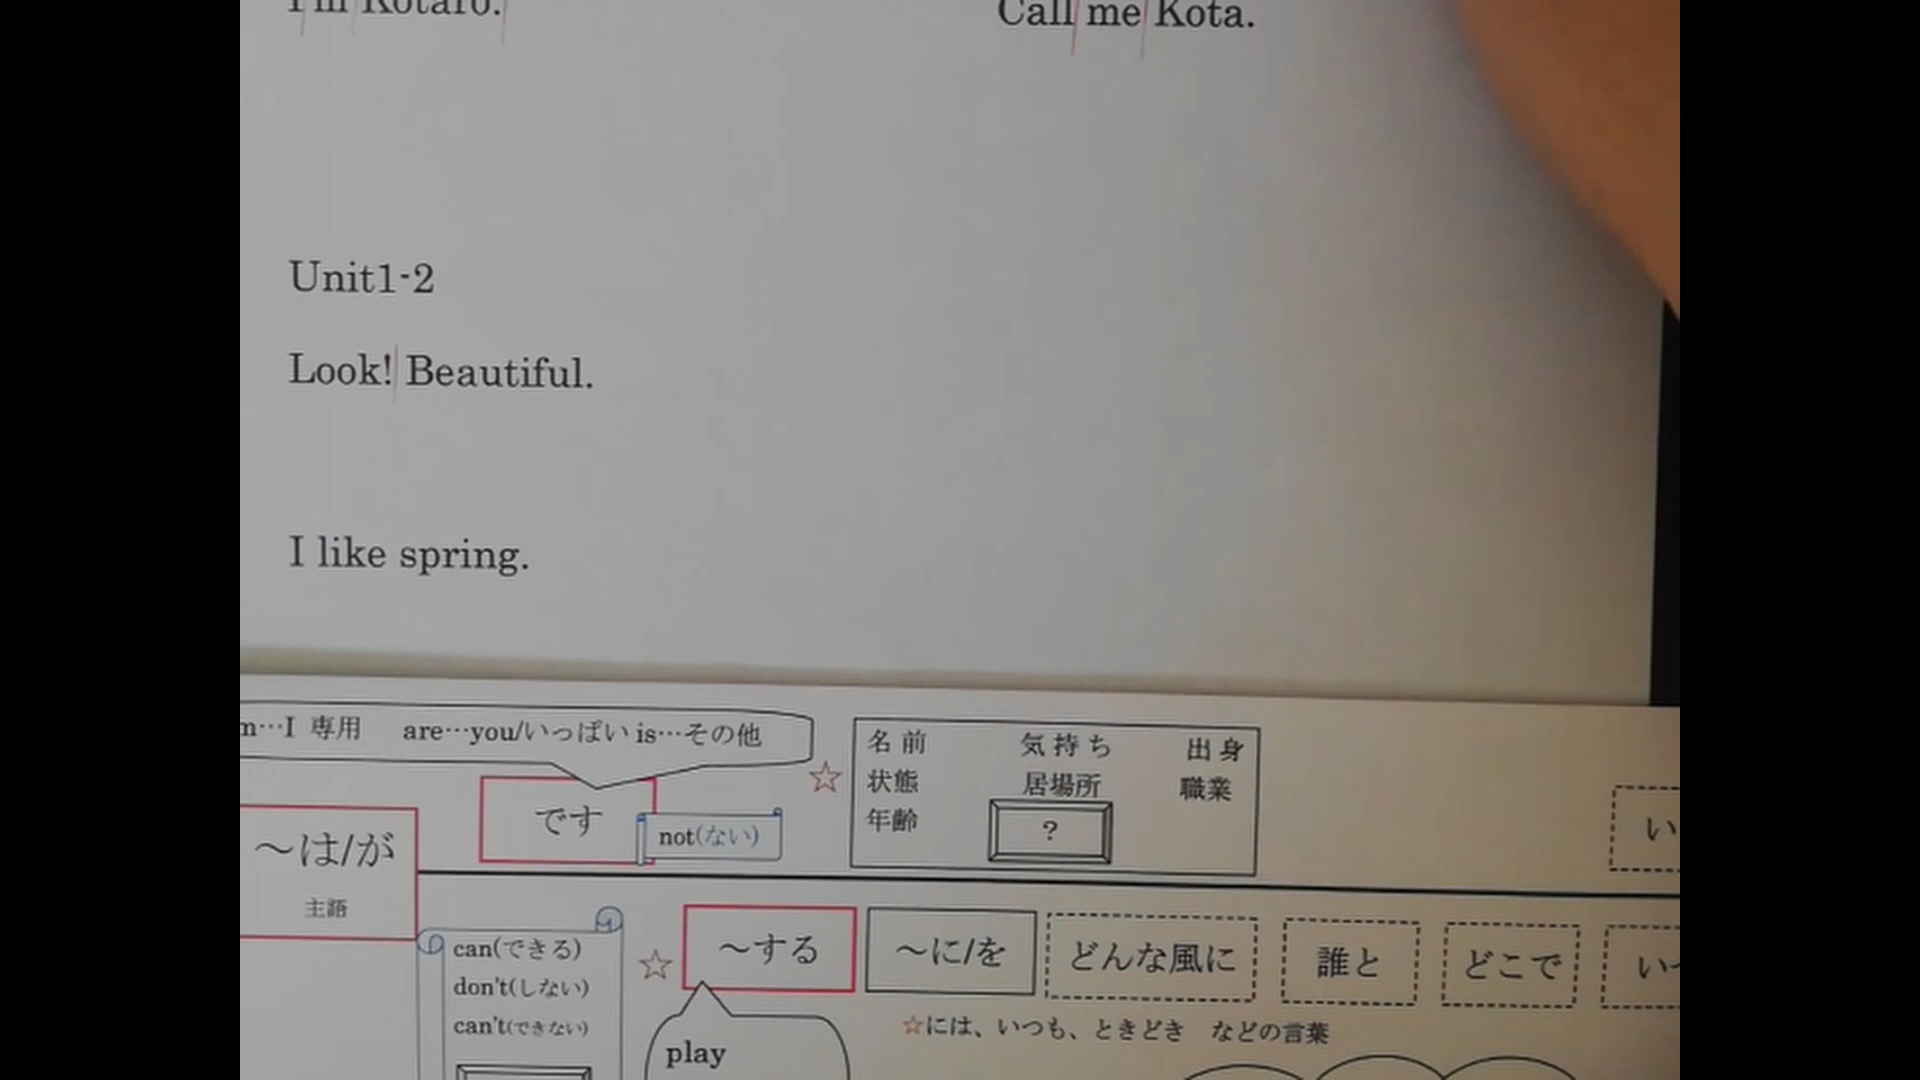 I'm Kotaro. Call me Kota.
Unit1-2
Look! Beautiful.
I like spring.
…I 専用 are…you/いっぱい is…その他
名前 気持ち 出身
状態 居場所 職業
年齢 ?
です not(ない)
～は/が
主語
☆
can(できる)
don't(しない)
can't(できない)
☆ ～する ～に/を どんな風に 誰と どこで
☆には、いつも、ときどき などの言葉
play